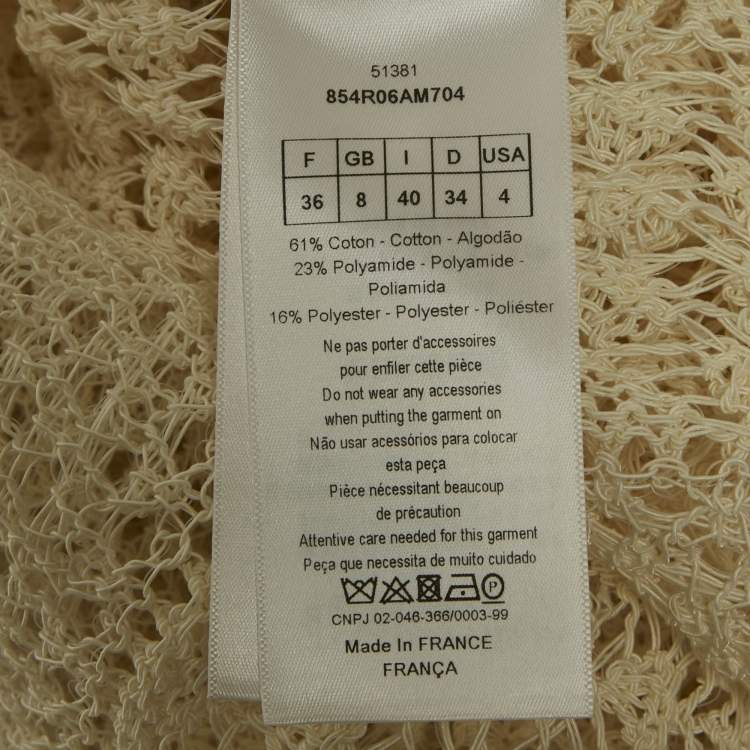 51381
854R06AM704
F GB I D USA
36 8 40 34 4
61% Coton - Cotton - Algodão
23% Polyamide - Polyamide -
Poliamida
16% Polyester - Polyester - Poliéster
Ne pas porter d'accessoires
pour enfiler cette pièce
Do not wear any accessories
when putting the garment on
Não usar acessórios para colocar
esta peça
Pièce nécessitant beaucoup
de précaution
Attentive care needed for this garment
Peça que necessita de muito cuidado
P
CNPJ 02-046-366/0003-99
Made In FRANCE
FRANÇA